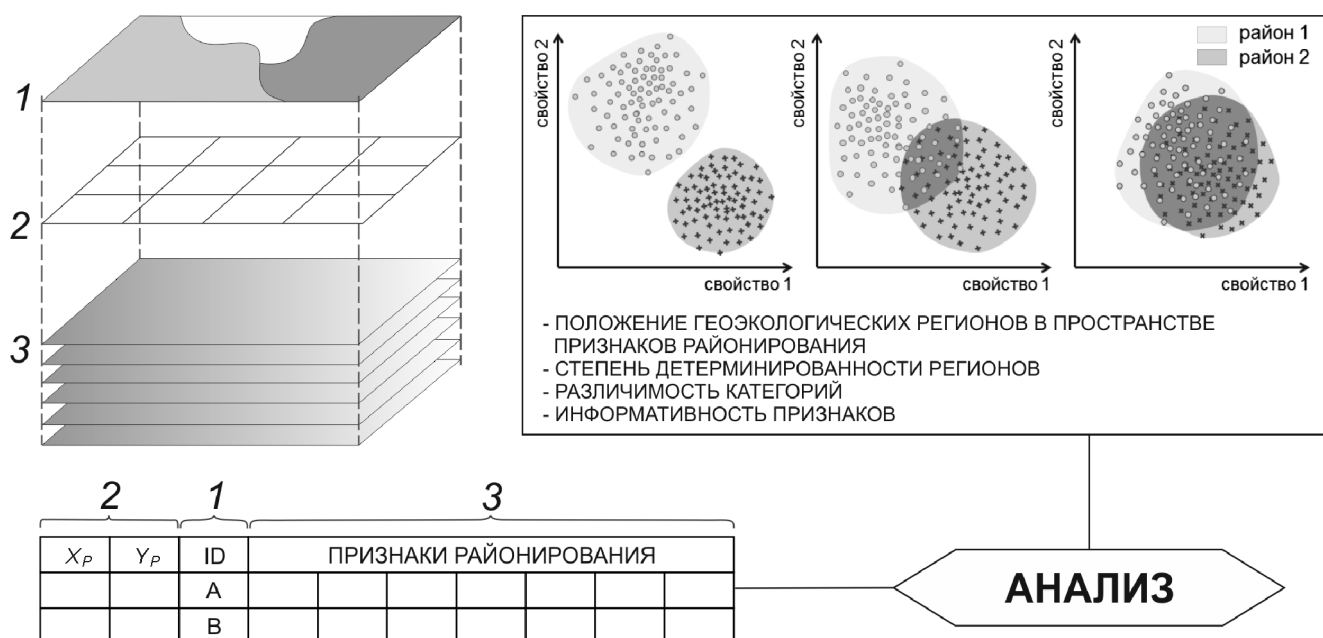 1
2
3
свойство 2
свойство 1
свойство 2
свойство 1
свойство 2
свойство 1
район 1
район 2
- ПОЛОЖЕНИЕ ГЕОЭКОЛОГИЧЕСКИХ РЕГИОНОВ В ПРОСТРАНСТВЕ
ПРИЗНАКОВ РАЙОНИРОВАНИЯ
- СТЕПЕНЬ ДЕТЕРМИНИРОВАННОСТИ РЕГИОНОВ
- РАЗЛИЧИМОСТЬ КАТЕГОРИЙ
- ИНФОРМАТИВНОСТЬ ПРИЗНАКОВ
2 1 3
XP YP ID ПРИЗНАКИ РАЙОНИРОВАНИЯ
A
B
АНАЛИЗ